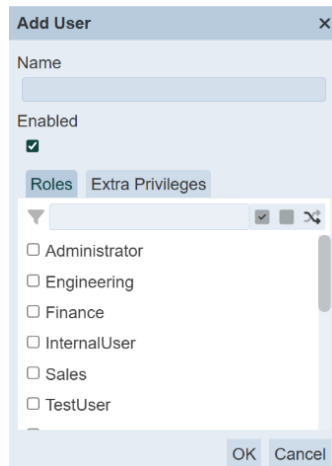 Add User
Name
Enabled
Roles Extra Privileges
Administrator
Engineering
Finance
InternalUser
Sales
TestUser
OK Cancel